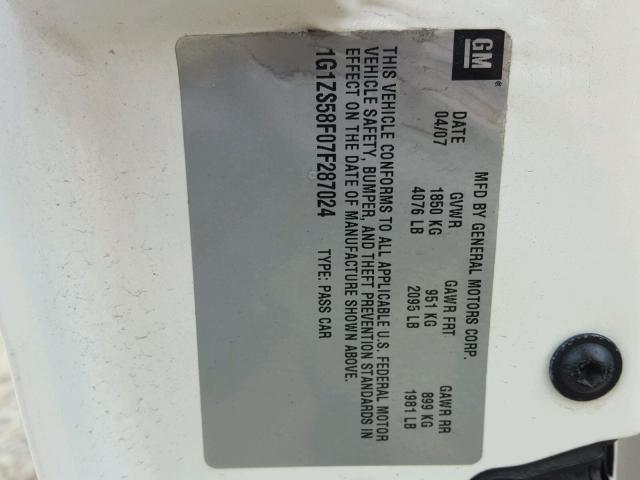 GM
MFD BY GENERAL MOTORS CORP.
DATE GVWR GAWR FRT GAWR RR
04/07 1850 KG 951 KG 899 KG
4076 LB 2095 LB 1981 LB
THIS VEHICLE CONFORMS TO ALL APPLICABLE U.S. FEDERAL MOTOR
VEHICLE SAFETY, BUMPER, AND THEFT PREVENTION STANDARDS IN
EFFECT ON THE DATE OF MANUFACTURE SHOWN ABOVE.
1G1ZS58F07F287024 TYPE: PASS CAR